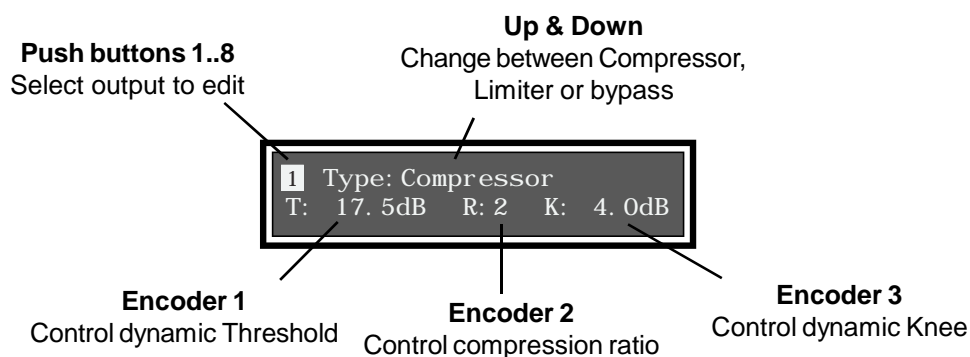 Up & Down
Change between Compressor,
Limiter or bypass
Push buttons 1..8
Select output to edit
1 Type: Compressor
T: 17. 5dB R: 2 K: 4. 0dB
Encoder 1
Control dynamic Threshold
Encoder 2
Control compression ratio
Encoder 3
Control dynamic Knee